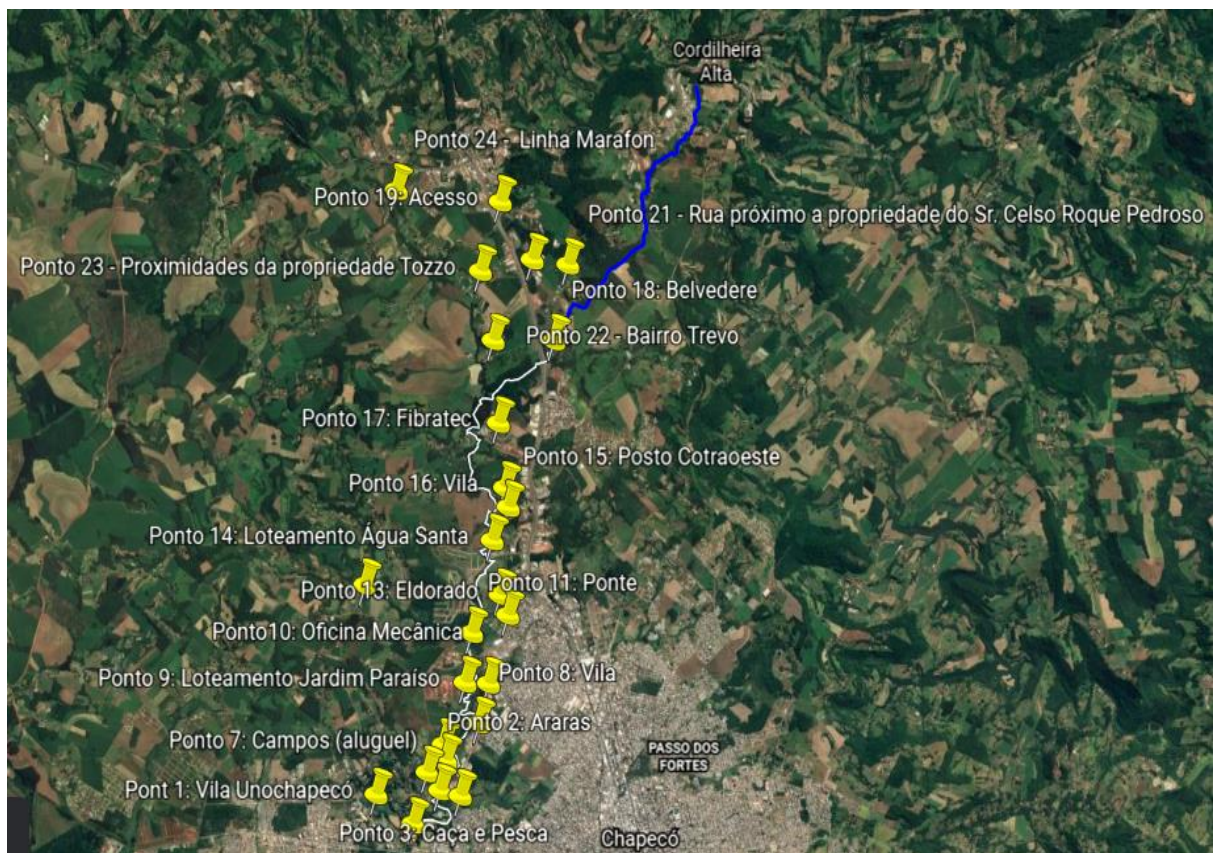 Cordilheira
Alta
Ponto 24 - Linha Marafon
Ponto 19: Acesso
Ponto 21 - Rua próximo a propriedade do Sr. Celso Roque Pedroso
Ponto 23 - Proximidades da propriedade Tozzo
Ponto 18: Belvedere
Ponto 22 - Bairro Trevo
Ponto 17: Fibratec
Ponto 15: Posto Cotraoeste
Ponto 16: Vila
Ponto 14: Loteamento Água Santa
Ponto 13: Eldorado
Ponto 11: Ponte
Ponto10: Oficina Mecânica
Ponto 9: Loteamento Jardim Paraíso
Ponto 8: Vila
Ponto 2: Araras
Ponto 7: Campos (aluguel)
PASSO DOS
FORTES
Pont 1: Vila Unochapecó
Ponto 3: Caça e Pesca
Chapecó